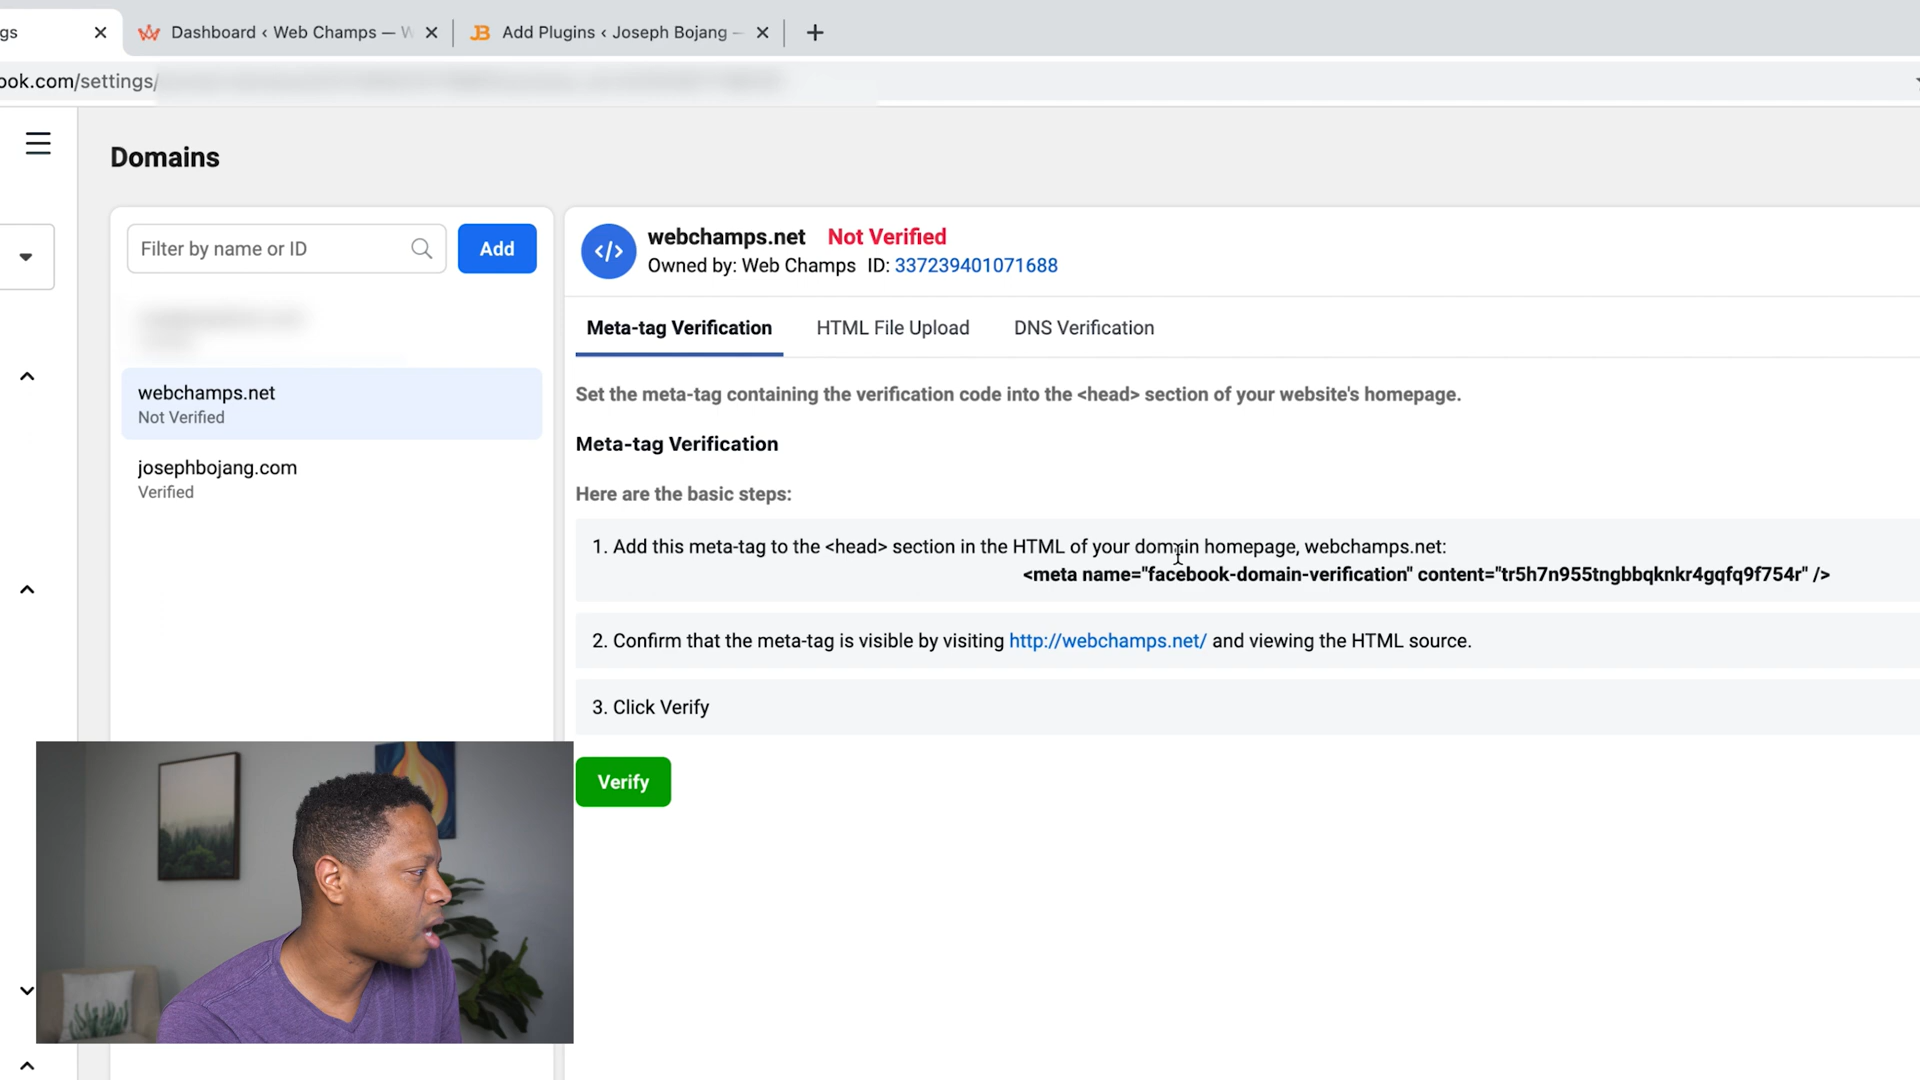 gs
Dashboard ‹ Web Champs — W
Add Plugins ‹ Joseph Bojang —
ook.com/settings/
Domains
Filter by name or ID
Add
webchamps.net
Not Verified
josephbojang.com
Verified
webchamps.net Not Verified
Owned by: Web Champs ID: 337239401071688
Meta-tag Verification
HTML File Upload
DNS Verification
Set the meta-tag containing the verification code into the <head> section of your website's homepage.
Meta-tag Verification
Here are the basic steps:
1. Add this meta-tag to the <head> section in the HTML of your domain homepage, webchamps.net:
<meta name="facebook-domain-verification" content="tr5h7n955tngbbqknkr4gqfq9f754r" />
2. Confirm that the meta-tag is visible by visiting http://webchamps.net/ and viewing the HTML source.
3. Click Verify
Verify